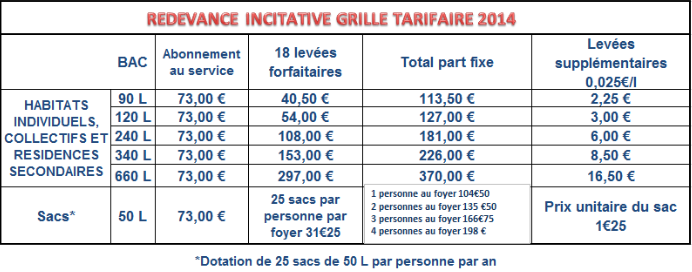 REDEVANCE INCITATIVE GRILLE TARIFAIRE 2014
BAC
Abonnement
au service
18 levées
forfaitaires
Total part fixe
Levées
supplémentaires
0,025€/l
HABITATS
INDIVIDUELS,
COLLECTIFS ET
RESIDENCES
SECONDAIRES
90 L 73,00 € 40,50 € 113,50 € 2,25 €
120 L 73,00 € 54,00 € 127,00 € 3,00 €
240 L 73,00 € 108,00 € 181,00 € 6,00 €
340 L 73,00 € 153,00 € 226,00 € 8,50 €
660 L 73,00 € 297,00 € 370,00 € 16,50 €
Sacs* 50 L 73,00 €
25 sacs par
personne par
foyer 31€25
1 personne au foyer 104€50
2 personnes au foyer 135 €50
3 personnes au foyer 166€75
4 personnes au foyer 198 €
Prix unitaire du sac
1€25
*Dotation de 25 sacs de 50 L par personne par an